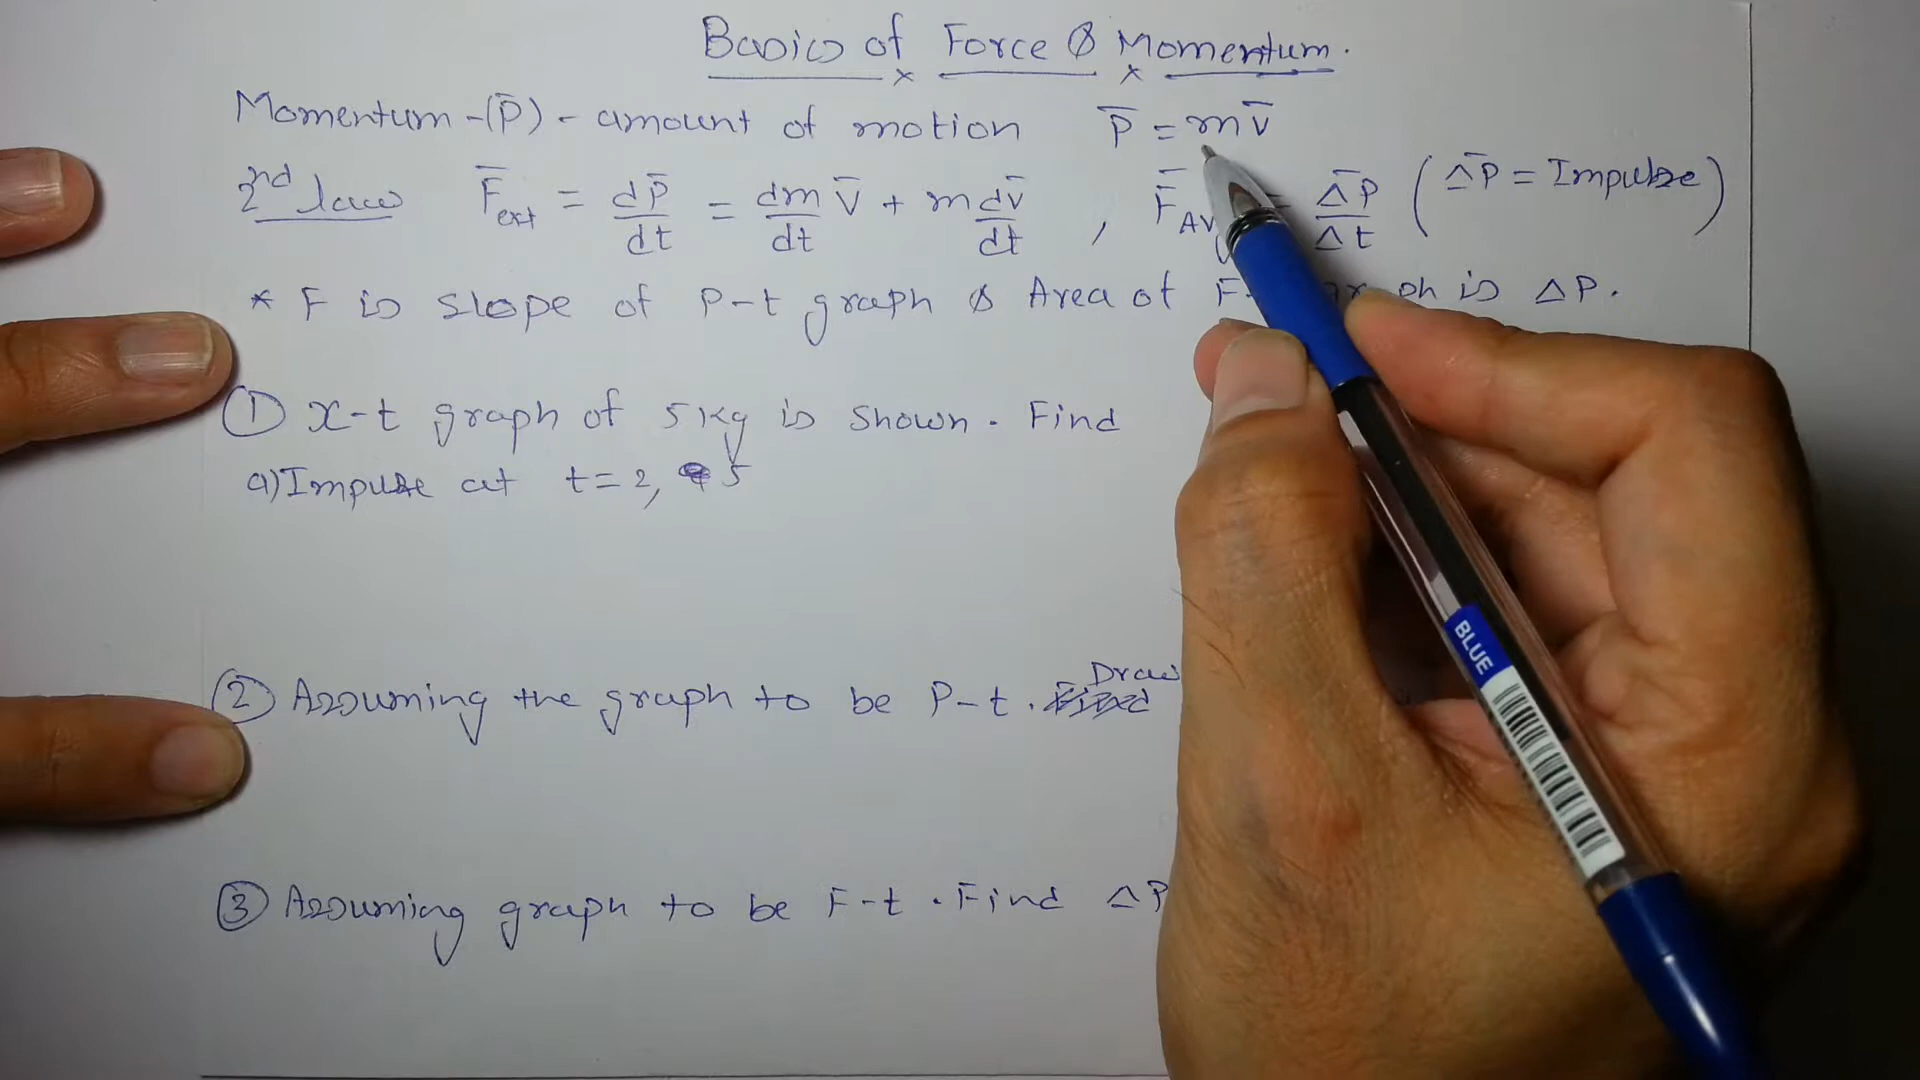 Basics of Force & Momentum.
Momentum - (P̅) - amount of motion P̅ = mv̅
2nd law F̅ext = dP̅/dt = dm/dt V̅ + m dv̅/dt , F̅Av = Δ̅P/Δt (Δ̅P = Impulse)
* F is slope of P-t graph & Area of F is ΔP.
① x-t graph of 5kg is shown. Find
a) Impulse at t=2, 5
② Assuming the graph to be P-t. Draw
③ Assuming graph to be F-t. Find ΔP
BLUE